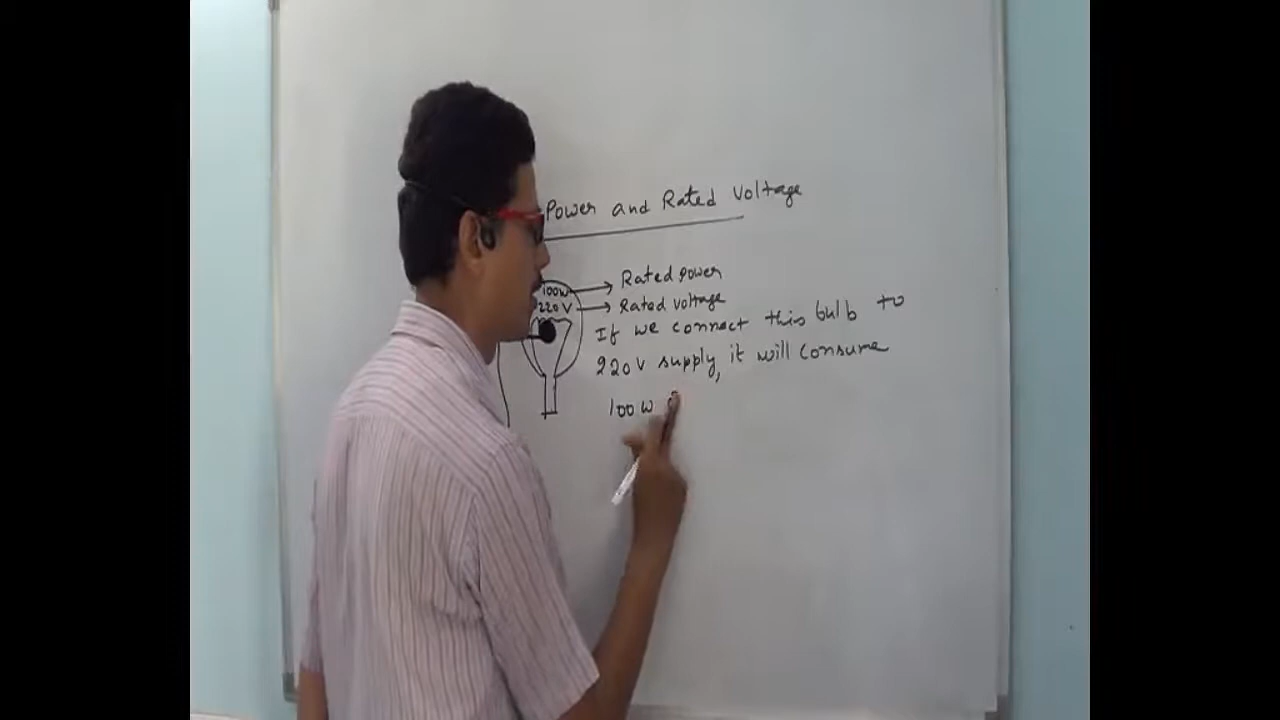 Power and Rated Voltage
100W → Rated power
220 V → Rated voltage
If we connect this bulb to
220V supply, it will consume
100W